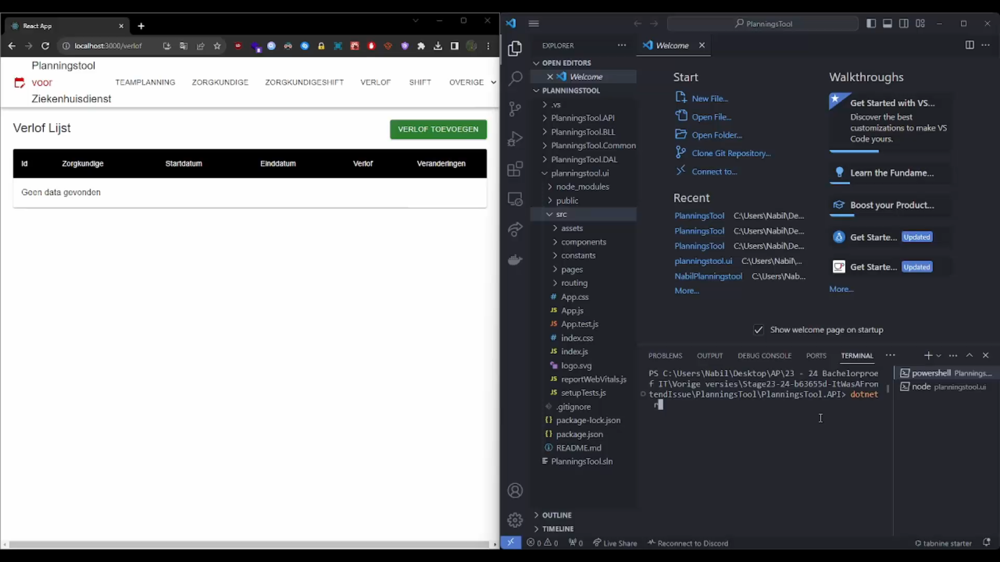 React App
localhost:3000/verlof
Planningstool
voor
Ziekenhuisdienst
TEAMPLANNING
ZORGKUNDIGE
ZORGKUNDIGESHIFT
VERLOF
SHIFT
OVERIGE
Verlof Lijst
VERLOF TOEVOEGEN
Id Zorgkundige Startdatum Einddatum Verlof Veranderingen
Geen data gevonden
PlanningsTool
EXPLORER
OPEN EDITORS
Welcome
PLANNINGSTOOL
.vs
PlanningsTool.API
PlanningsTool.BLL
PlanningsTool.Common
PlanningsTool.DAL
planningstool.ui
node_modules
public
src
assets
components
constants
pages
routing
# App.css
JS App.js
JS App.test.js
# index.css
JS index.js
logo.svg
JS reportWebVitals.js
JS setupTests.js
.gitignore
{} package-lock.json
{} package.json
README.md
PlanningsTool.sln
OUTLINE
TIMELINE
Welcome
Start
New File...
Open File...
Open Folder...
Clone Git Repository...
Connect to...
Recent
PlanningsTool C:\Users\Nabil\De...
PlanningsTool C:\Users\Nabil\De...
PlanningsTool C:\Users\Nabil\De...
planningstool.ui C:\Users\Nabil\...
NabilPlanningstool C:\Users\Nab...
More...
Walkthroughs
Get Started with VS...
Discover the best
customizations to make VS
Code yours.
Learn the Fundame...
Boost your Product...
Get Starte... Updated
Get Starte... Updated
More...
Show welcome page on startup
PROBLEMS OUTPUT DEBUG CONSOLE PORTS TERMINAL
PS C:\Users\Nabil\Desktop\AP\23 - 24 Bachelorproe
f IT\Vorige versies\Stage23-24-b63655d-ItWasAFron
tendIssue\PlanningsTool\PlanningsTool.API> dotnet
r
powershell Plannings...
node planningstool.ui
0 0 0 Live Share Reconnect to Discord tabnine starter